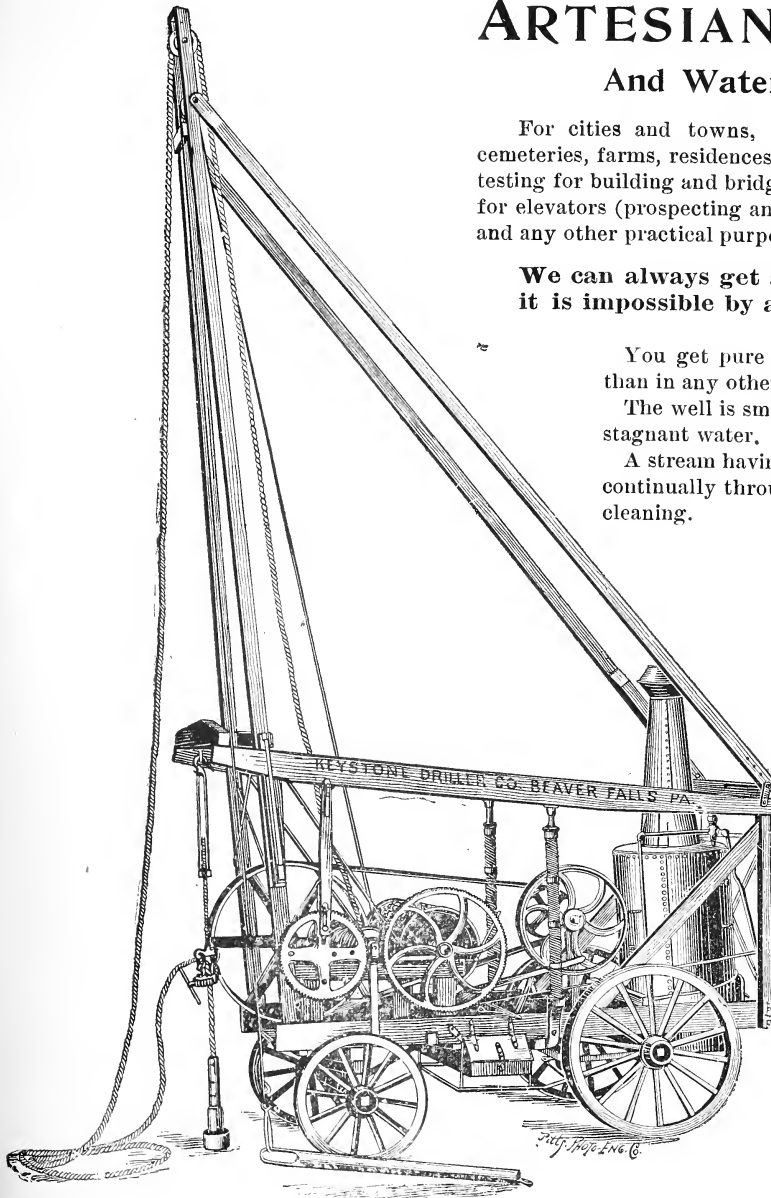 ARTESIAN
And Wate
For cities and towns,
cemeteries, farms, residences
testing for building and bridg
for elevators (prospecting an
and any other practical purp
We can always get
it is impossible by a
You get pure
than in any othe
The well is sm
stagnant water.
A stream havin
continually throu
cleaning.
KEYSTONE DRILLER CO. BEAVER FALLS PA.
Pitts. Photo-Eng. Co.